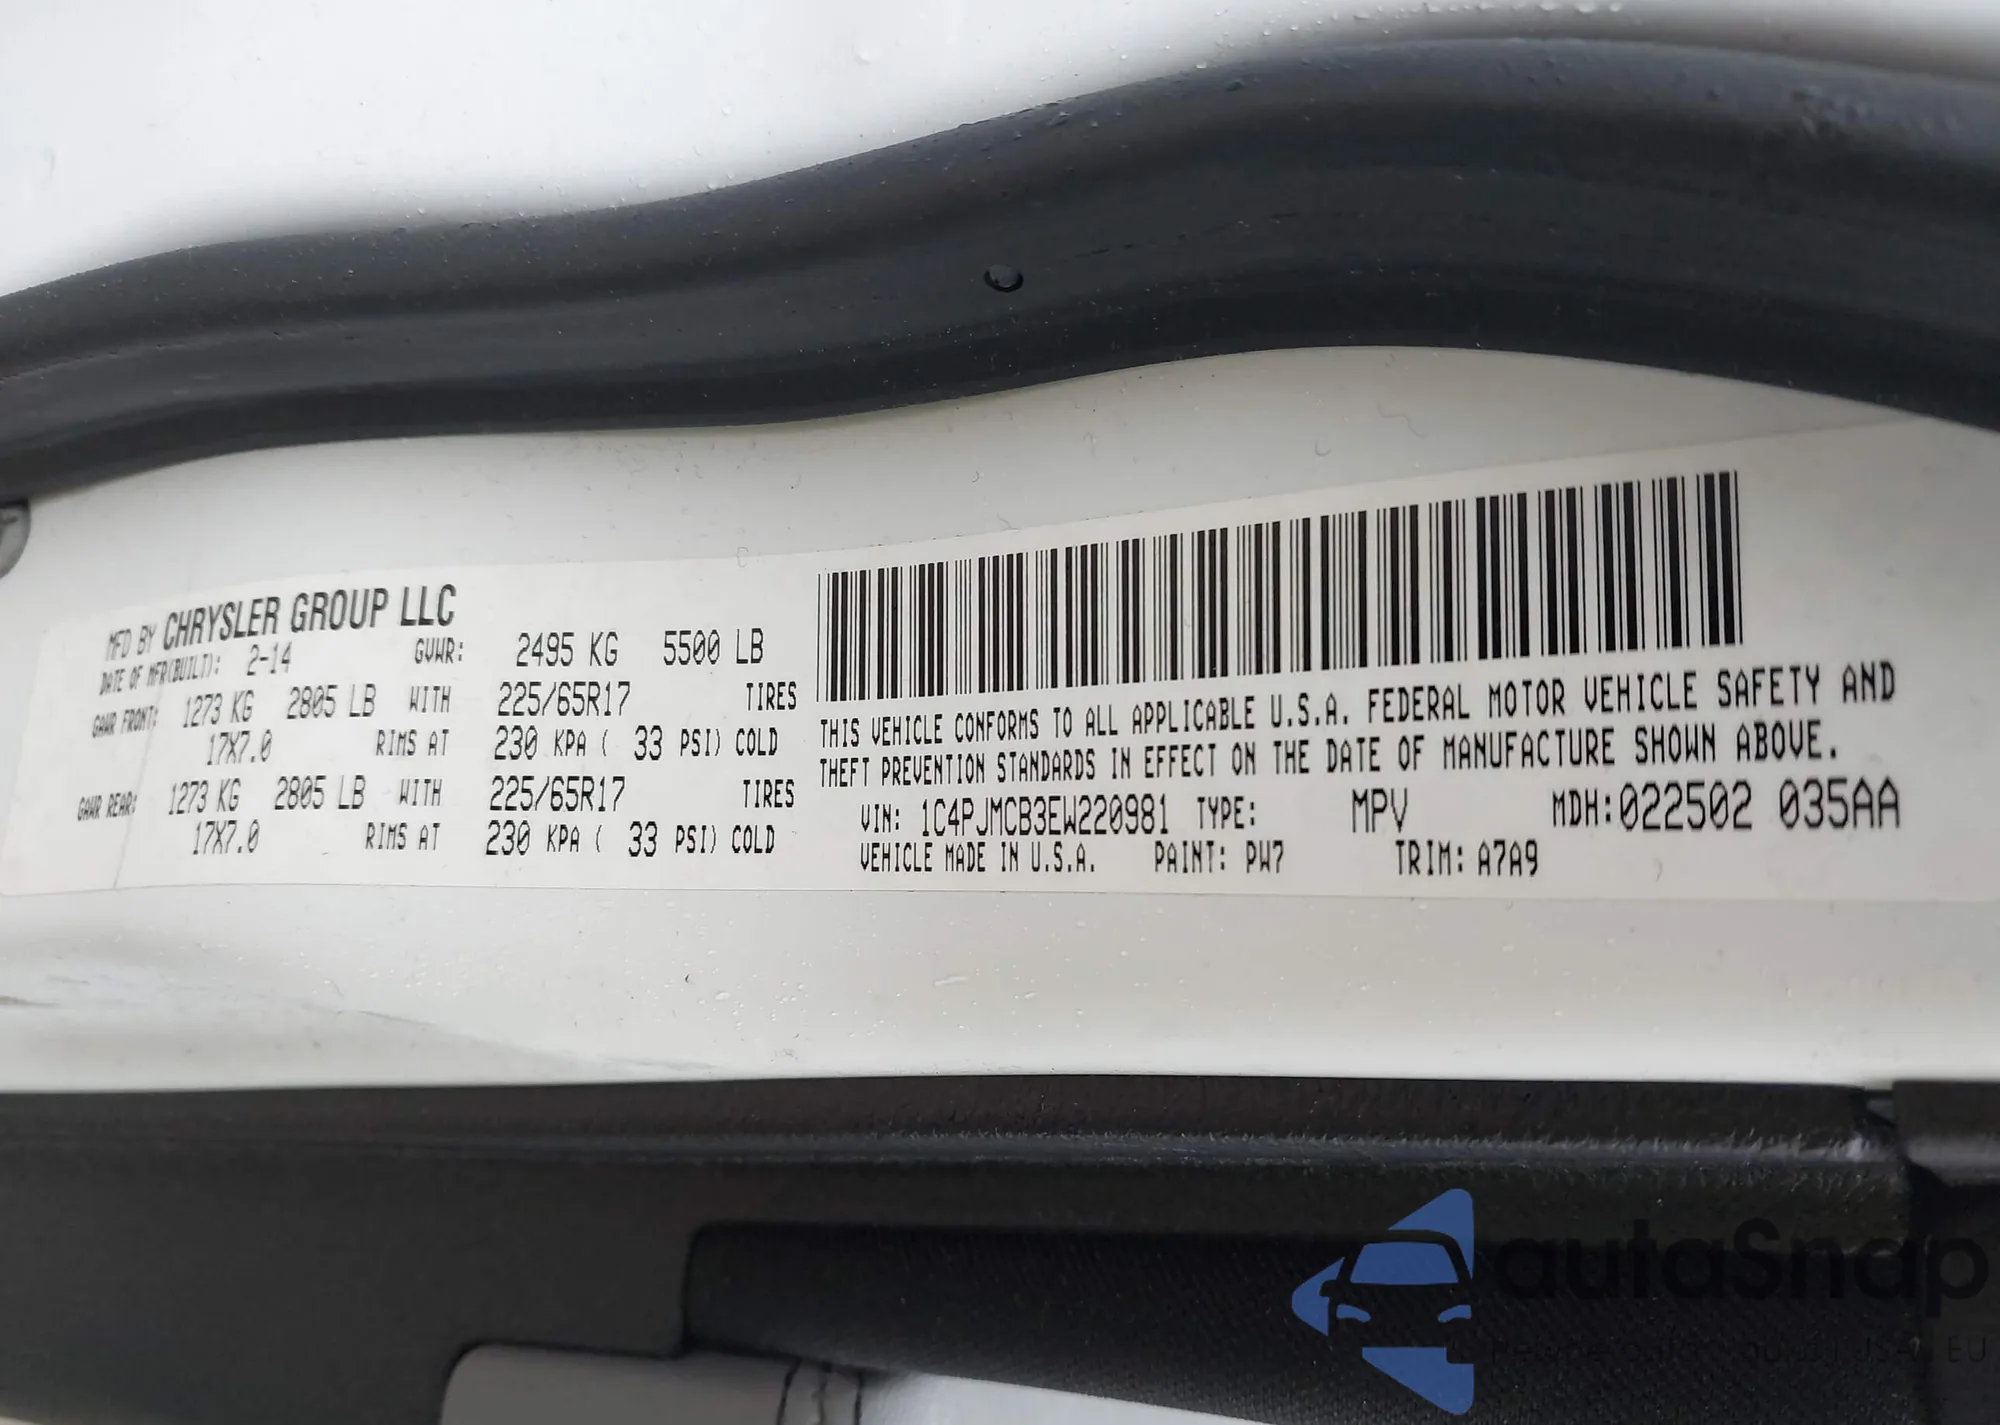 MFD BY CHRYSLER GROUP LLC
DATE OF MFR(BUILT): 2-14 GVWR: 2495 KG 5500 LB
GAWR FRONT: 1273 KG 2805 LB WITH 225/65R17 TIRES
17X7.0 RIMS AT 230 KPA ( 33 PSI) COLD
GAWR REAR: 1273 KG 2805 LB WITH 225/65R17 TIRES
17X7.0 RIMS AT 230 KPA ( 33 PSI) COLD
THIS VEHICLE CONFORMS TO ALL APPLICABLE U.S.A. FEDERAL MOTOR VEHICLE SAFETY AND
THEFT PREVENTION STANDARDS IN EFFECT ON THE DATE OF MANUFACTURE SHOWN ABOVE.
VIN: 1C4PJMCB3EW220981 TYPE: MPV MDH:022502 035AA
VEHICLE MADE IN U.S.A. PAINT: PW7 TRIM: A7A9
autoSnap
EU